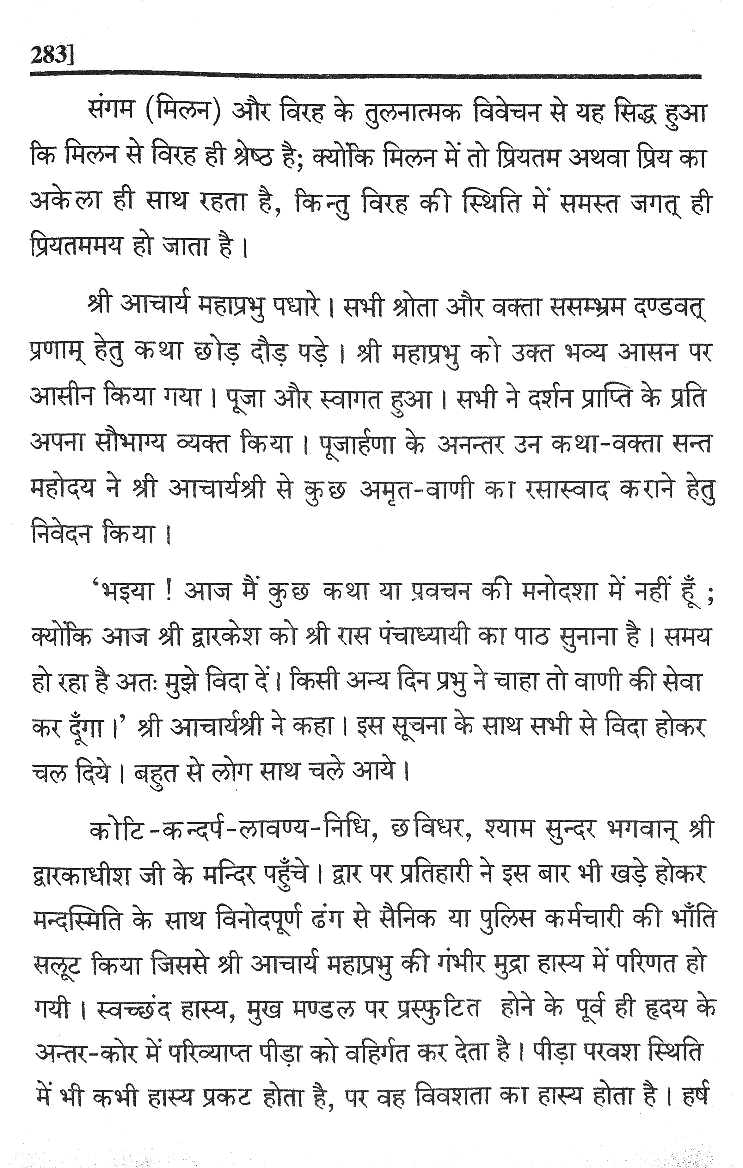 283]
संगम (मिलन) और विरह के तुलनात्मक विवेचन से यह सिद्ध हुआ
कि मिलन से विरह ही श्रेष्ठ है; क्योंकि मिलन में तो प्रियतम अथवा प्रिय का
अकेला ही साथ रहता है, किन्तु विरह की स्थिति में समस्त जगत् ही
प्रियतममय हो जाता है।
श्री आचार्य महाप्रभु पधारे। सभी श्रोता और वक्ता ससम्भ्रम दण्डवत्
प्रणाम् हेतु कथा छोड़ दौड़ पड़े। श्री महाप्रभु को उक्त भव्य आसन पर
आसीन किया गया। पूजा और स्वागत हुआ। सभी ने दर्शन प्राप्ति के प्रति
अपना सौभाग्य व्यक्त किया। पूजार्हणा के अनन्तर उन कथा-वक्ता सन्त
महोदय ने श्री आचार्यश्री से कुछ अमृत-वाणी का रसास्वाद कराने हेतु
निवेदन किया।
‘भइया ! आज मैं कुछ कथा या प्रवचन की मनोदशा में नहीं हूँ ;
क्योंकि आज श्री द्वारकेश को श्री रास पंचाध्यायी का पाठ सुनाना है। समय
हो रहा है अतः मुझे विदा दें। किसी अन्य दिन प्रभु ने चाहा तो वाणी की सेवा
कर दूँगा।’ श्री आचार्यश्री ने कहा। इस सूचना के साथ सभी से विदा होकर
चल दिये। बहुत से लोग साथ चले आये।
कोटि-कन्दर्प-लावण्य-निधि, छविधर, श्याम सुन्दर भगवान् श्री
द्वारकाधीश जी के मन्दिर पहुँचे। द्वार पर प्रतिहारी ने इस बार भी खड़े होकर
मन्दस्मिति के साथ विनोदपूर्ण ढंग से सैनिक या पुलिस कर्मचारी की भाँति
सलूट किया जिससे श्री आचार्य महाप्रभु की गंभीर मुद्रा हास्य में परिणत हो
गयी। स्वच्छंद हास्य, मुख मण्डल पर प्रस्फुटित होने के पूर्व ही हृदय के
अन्तर-कोर में परिव्याप्त पीड़ा को वहिर्गत कर देता है। पीड़ा परवश स्थिति
में भी कभी हास्य प्रकट होता है, पर वह विवशता का हास्य होता है। हर्ष